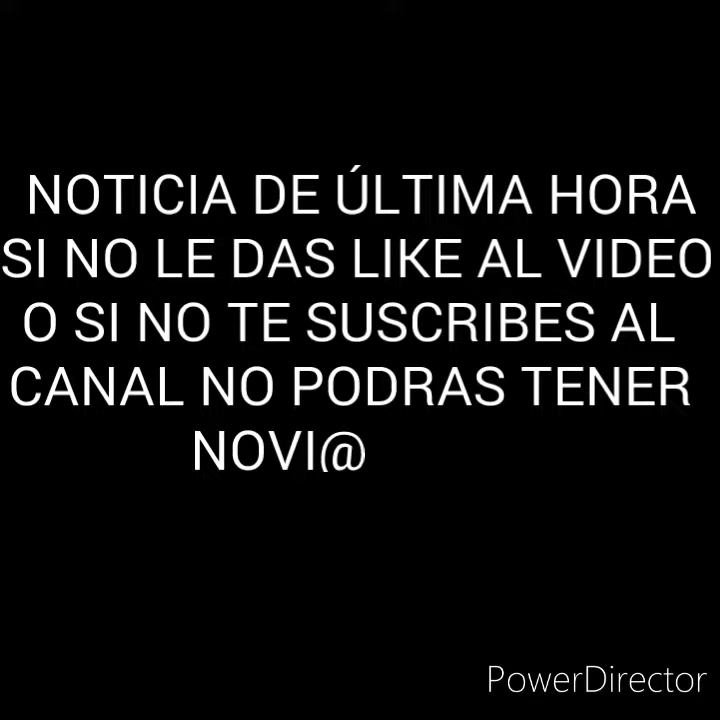 NOTICIA DE ÚLTIMA HORA
SI NO LE DAS LIKE AL VIDEO
O SI NO TE SUSCRIBES AL
CANAL NO PODRAS TENER
NOVI@
PowerDirector